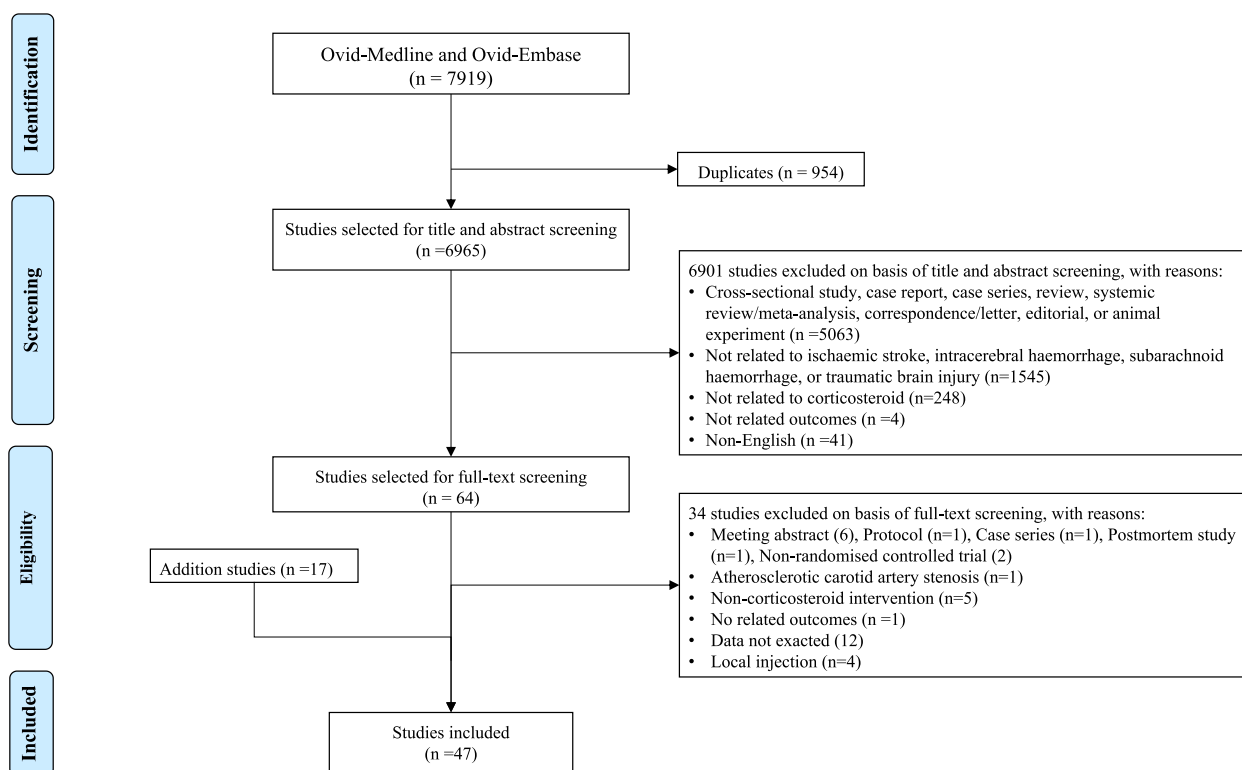 Identification
Ovid-Medline and Ovid-Embase
(n = 7919)
Duplicates (n = 954)
Screening
Studies selected for title and abstract screening
(n =6965)
6901 studies excluded on basis of title and abstract screening, with reasons:
• Cross-sectional study, case report, case series, review, systemic
review/meta-analysis, correspondence/letter, editorial, or animal
experiment (n =5063)
• Not related to ischaemic stroke, intracerebral haemorrhage, subarachnoid
haemorrhage, or traumatic brain injury (n=1545)
• Not related to corticosteroid (n=248)
• Not related outcomes (n =4)
• Non-English (n =41)
Eligibility
Studies selected for full-text screening
(n = 64)
34 studies excluded on basis of full-text screening, with reasons:
• Meeting abstract (6), Protocol (n=1), Case series (n=1), Postmortem study
(n=1), Non-randomised controlled trial (2)
• Atherosclerotic carotid artery stenosis (n=1)
• Non-corticosteroid intervention (n=5)
• No related outcomes (n =1)
• Data not exacted (12)
• Local injection (n=4)
Addition studies (n =17)
Included
Studies included
(n =47)